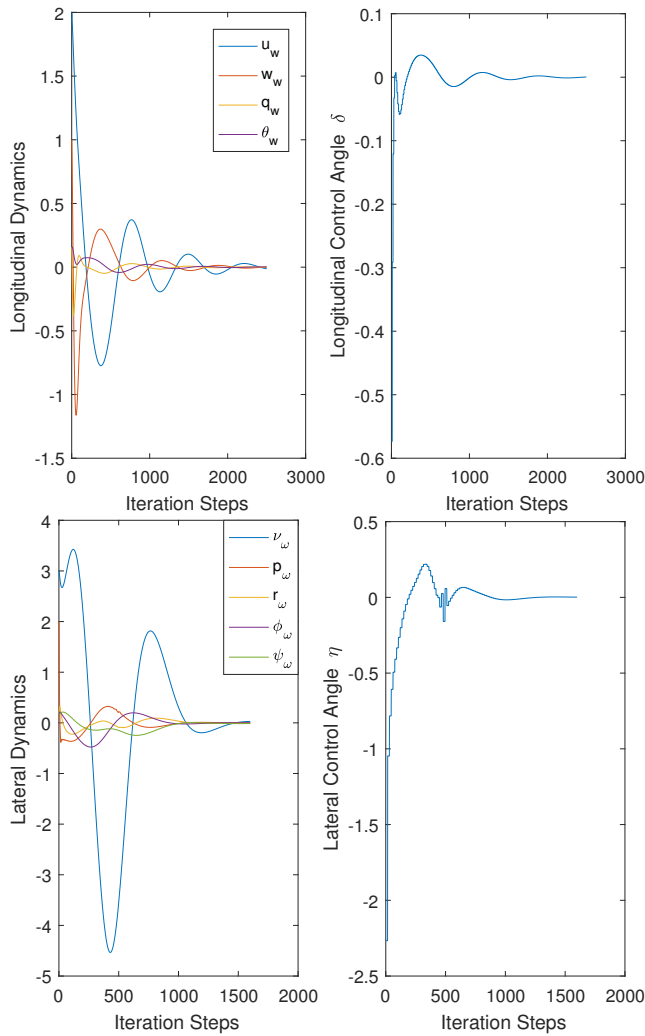 2
1.5
1
0.5
0
-0.5
-1
-1.5
0 1000 2000 3000
Iteration Steps
Longitudinal Dynamics
u_w
w_w
q_w
θ_w
0.1
0
-0.1
-0.2
-0.3
-0.4
-0.5
-0.6
0 1000 2000 3000
Iteration Steps
Longitudinal Control Angle δ
4
3
2
1
0
-1
-2
-3
-4
-5
0 500 1000 1500 2000
Iteration Steps
Lateral Dynamics
ν_ω
p_ω
r_ω
ϕ_ω
ψ_ω
0.5
0
-0.5
-1
-1.5
-2
-2.5
0 500 1000 1500 2000
Iteration Steps
Lateral Control Angle η